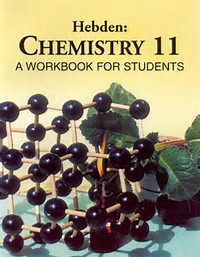 Hebden:
CHEMISTRY 11
A WORKBOOK FOR STUDENTS